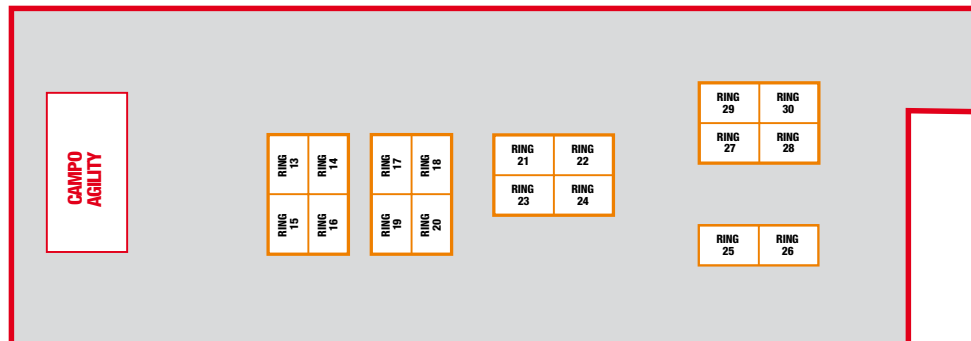 CAMPO
AGILITY
RING
13
RING
14
RING
15
RING
16
RING
17
RING
18
RING
19
RING
20
RING
21
RING
22
RING
23
RING
24
RING
29
RING
30
RING
27
RING
28
RING
25
RING
26